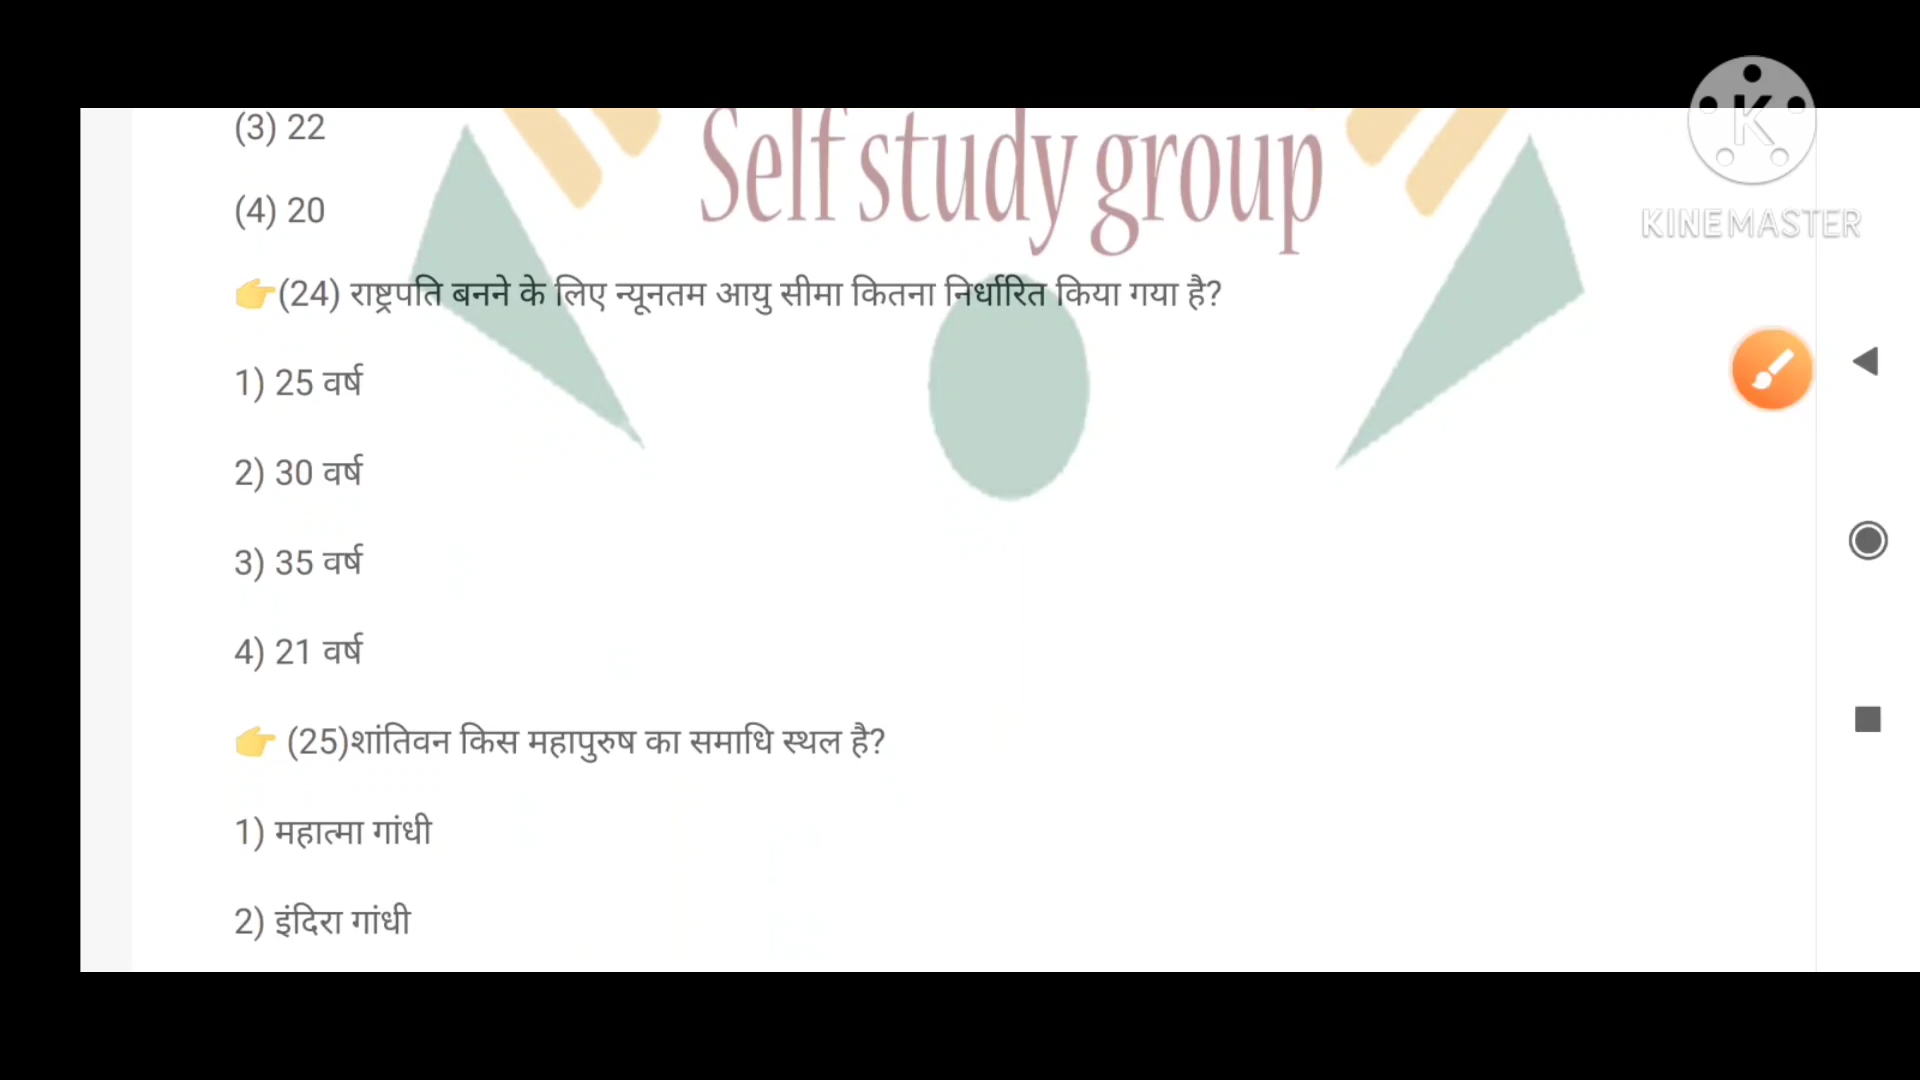 (3) 22
Self study group
(4) 20
KINEMASTER
👉(24) राष्ट्रपति बनने के लिए न्यूनतम आयु सीमा कितना निर्धारित किया गया है?
1) 25 वर्ष
2) 30 वर्ष
3) 35 वर्ष
4) 21 वर्ष
👉 (25)शांतिवन किस महापुरुष का समाधि स्थल है?
1) महात्मा गांधी
2) इंदिरा गांधी